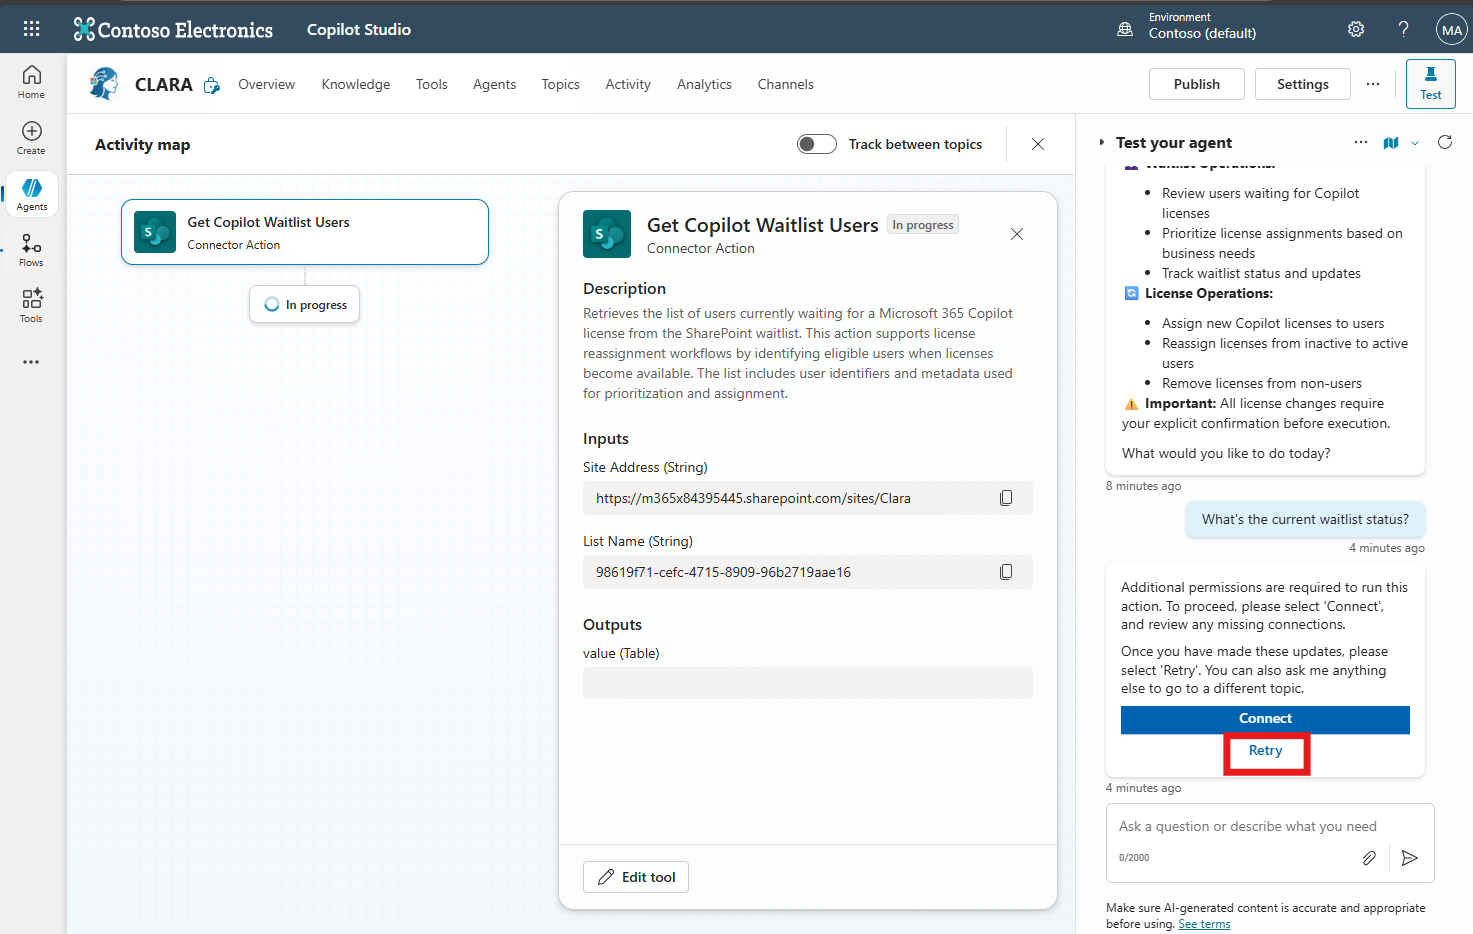 Contoso Electronics
Copilot Studio
Environment
Contoso (default)
MA
Home
Create
Agents
Flows
Tools
CLARA
Overview
Knowledge
Tools
Agents
Topics
Activity
Analytics
Channels
Publish
Settings
Test
Activity map
Track between topics
Get Copilot Waitlist Users
Connector Action
In progress
S
Get Copilot Waitlist Users
In progress
Connector Action
S
Description
Retrieves the list of users currently waiting for a Microsoft 365 Copilot
license from the SharePoint waitlist. This action supports license
reassignment workflows by identifying eligible users when licenses
become available. The list includes user identifiers and metadata used
for prioritization and assignment.
Inputs
Site Address (String)
https://m365x84395445.sharepoint.com/sites/Clara
List Name (String)
98619f71-cefc-4715-8909-96b2719aae16
Outputs
value (Table)
Edit tool
Test your agent
Waitlist Operations:
Review users waiting for Copilot
licenses
Prioritize license assignments based on
business needs
Track waitlist status and updates
License Operations:
Assign new Copilot licenses to users
Reassign licenses from inactive to active
users
Remove licenses from non-users
Important: All license changes require
your explicit confirmation before execution.
What would you like to do today?
8 minutes ago
What's the current waitlist status?
4 minutes ago
Additional permissions are required to run this
action. To proceed, please select 'Connect',
and review any missing connections.
Once you have made these updates, please
select 'Retry'. You can also ask me anything
else to go to a different topic.
Connect
Retry
4 minutes ago
Ask a question or describe what you need
0/2000
Make sure AI-generated content is accurate and appropriate
before using. See terms